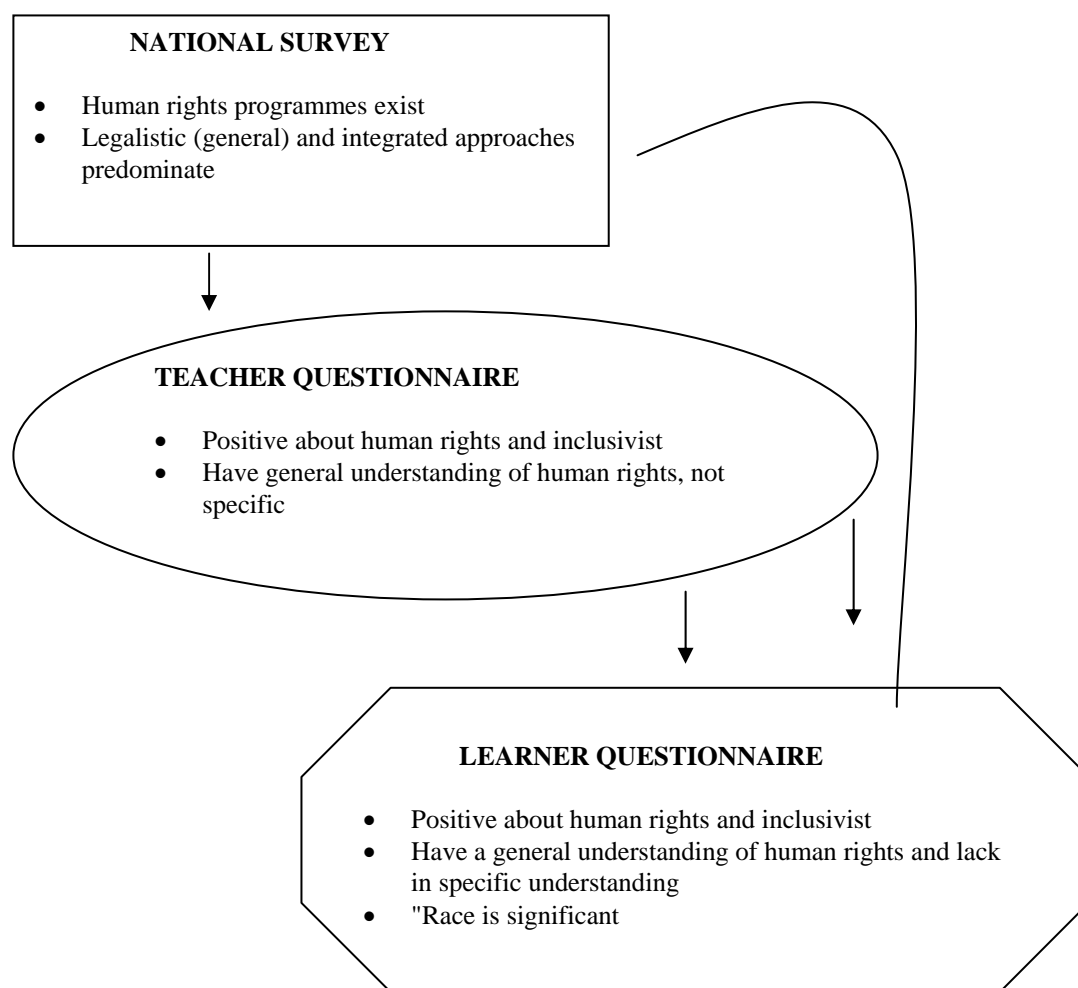 NATIONAL SURVEY
• Human rights programmes exist
• Legalistic (general) and integrated approaches
predominate
TEACHER QUESTIONNAIRE
• Positive about human rights and inclusivist
• Have general understanding of human rights, not
specific
LEARNER QUESTIONNAIRE
• Positive about human rights and inclusivist
• Have a general understanding of human rights and lack
in specific understanding
• "Race is significant